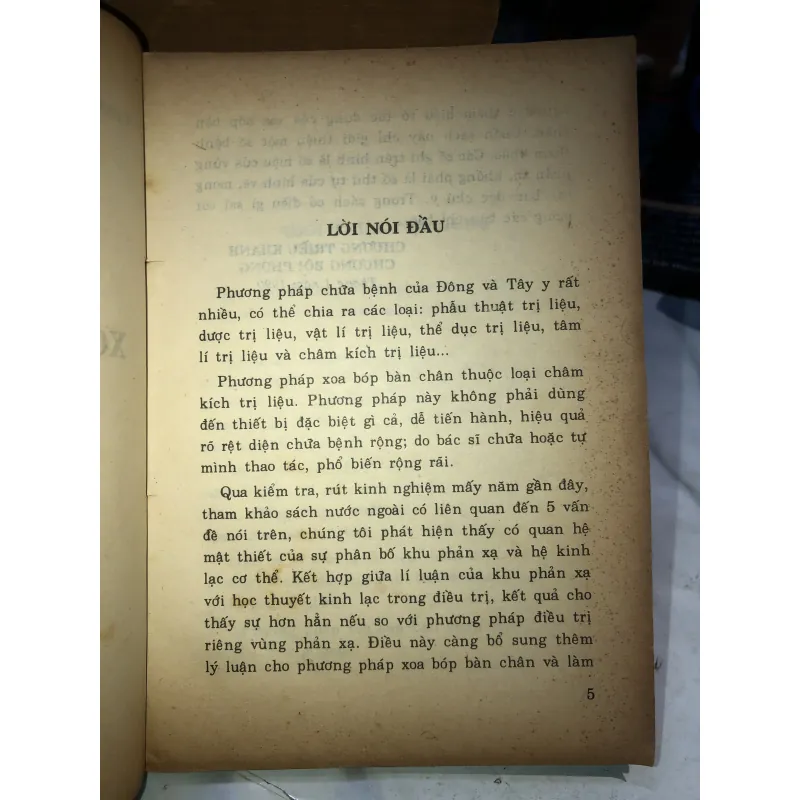 LỜI NÓI ĐẦU
Phương pháp chữa bệnh của Đông và Tây y rất
nhiều, có thể chia ra các loại: phẫu thuật trị liệu,
dược trị liệu, vật lí trị liệu, thể dục trị liệu, tâm
lí trị liệu và châm kích trị liệu...
Phương pháp xoa bóp bàn chân thuộc loại châm
kích trị liệu. Phương pháp này không phải dùng
đến thiết bị đặc biệt gì cả, dễ tiến hành, hiệu quả
rõ rệt diện chữa bệnh rộng; do bác sĩ chữa hoặc tự
mình thao tác, phổ biến rộng rãi.
Qua kiểm tra, rút kinh nghiệm mấy năm gần đây,
tham khảo sách nước ngoài có liên quan đến 5 vấn
đề nói trên, chúng tôi phát hiện thấy có quan hệ
mật thiết của sự phân bố khu phản xạ và hệ kinh
lạc cơ thể. Kết hợp giữa lí luận của khu phản xạ
với học thuyết kinh lạc trong điều trị, kết quả cho
thấy sự hơn hẳn nếu so với phương pháp điều trị
riêng vùng phản xạ. Điều này càng bổ sung thêm
lý luận cho phương pháp xoa bóp bàn chân và làm
5